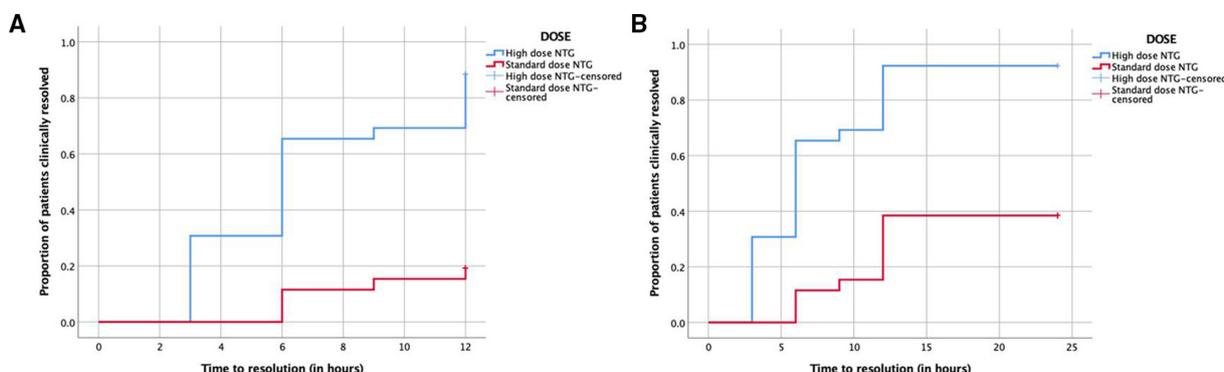 A
1.0
0.8
0.6
0.4
0.2
0.0
Proportion of patients clinically resolved
0 2 4 6 8 10 12
Time to resolution (in hours)
DOSE
High dose NTG
Standard dose NTG
High dose NTG-censored
Standard dose NTG-
censored
B
1.0
0.8
0.6
0.4
0.2
0.0
Proportion of patients clinically resolved
0 5 10 15 20 25
Time to resolution (in hours)
DOSE
High dose NTG
Standard dose NTG
High dose NTG-censored
Standard dose NTG-
censored